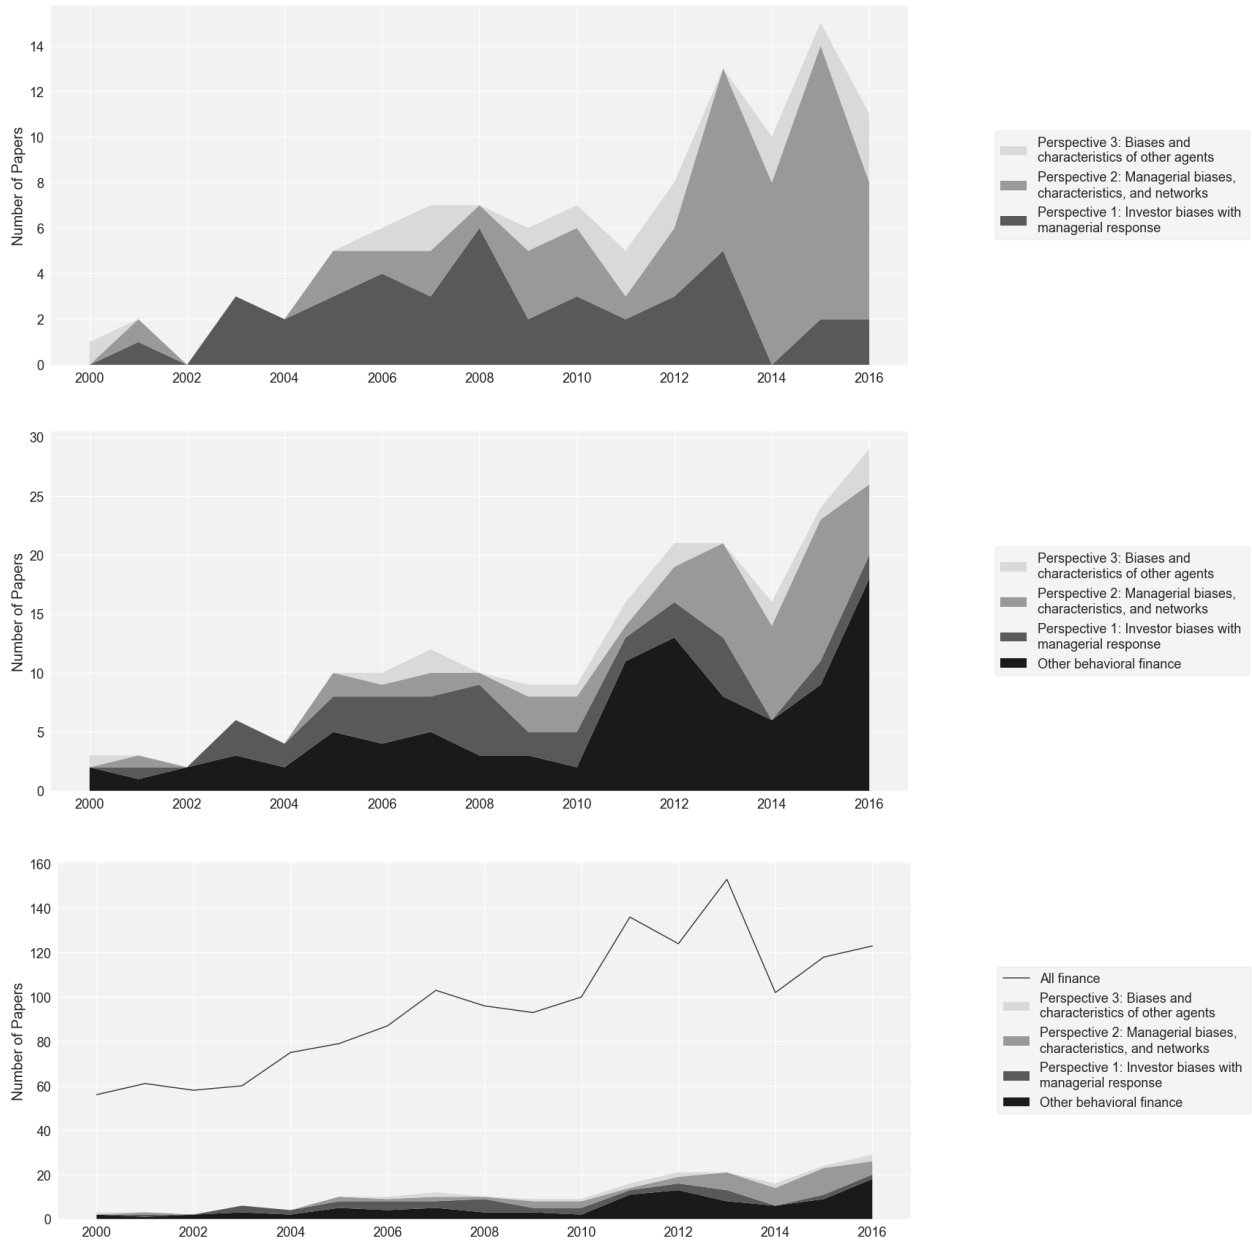 14
12
10
8
6
4
2
0
Number of Papers
2000 2002 2004 2006 2008 2010 2012 2014 2016
Perspective 3: Biases and
characteristics of other agents
Perspective 2: Managerial biases,
characteristics, and networks
Perspective 1: Investor biases with
managerial response
30
25
20
15
10
5
0
Number of Papers
2000 2002 2004 2006 2008 2010 2012 2014 2016
Perspective 3: Biases and
characteristics of other agents
Perspective 2: Managerial biases,
characteristics, and networks
Perspective 1: Investor biases with
managerial response
Other behavioral finance
160
140
120
100
80
60
40
20
0
Number of Papers
2000 2002 2004 2006 2008 2010 2012 2014 2016
All finance
Perspective 3: Biases and
characteristics of other agents
Perspective 2: Managerial biases,
characteristics, and networks
Perspective 1: Investor biases with
managerial response
Other behavioral finance